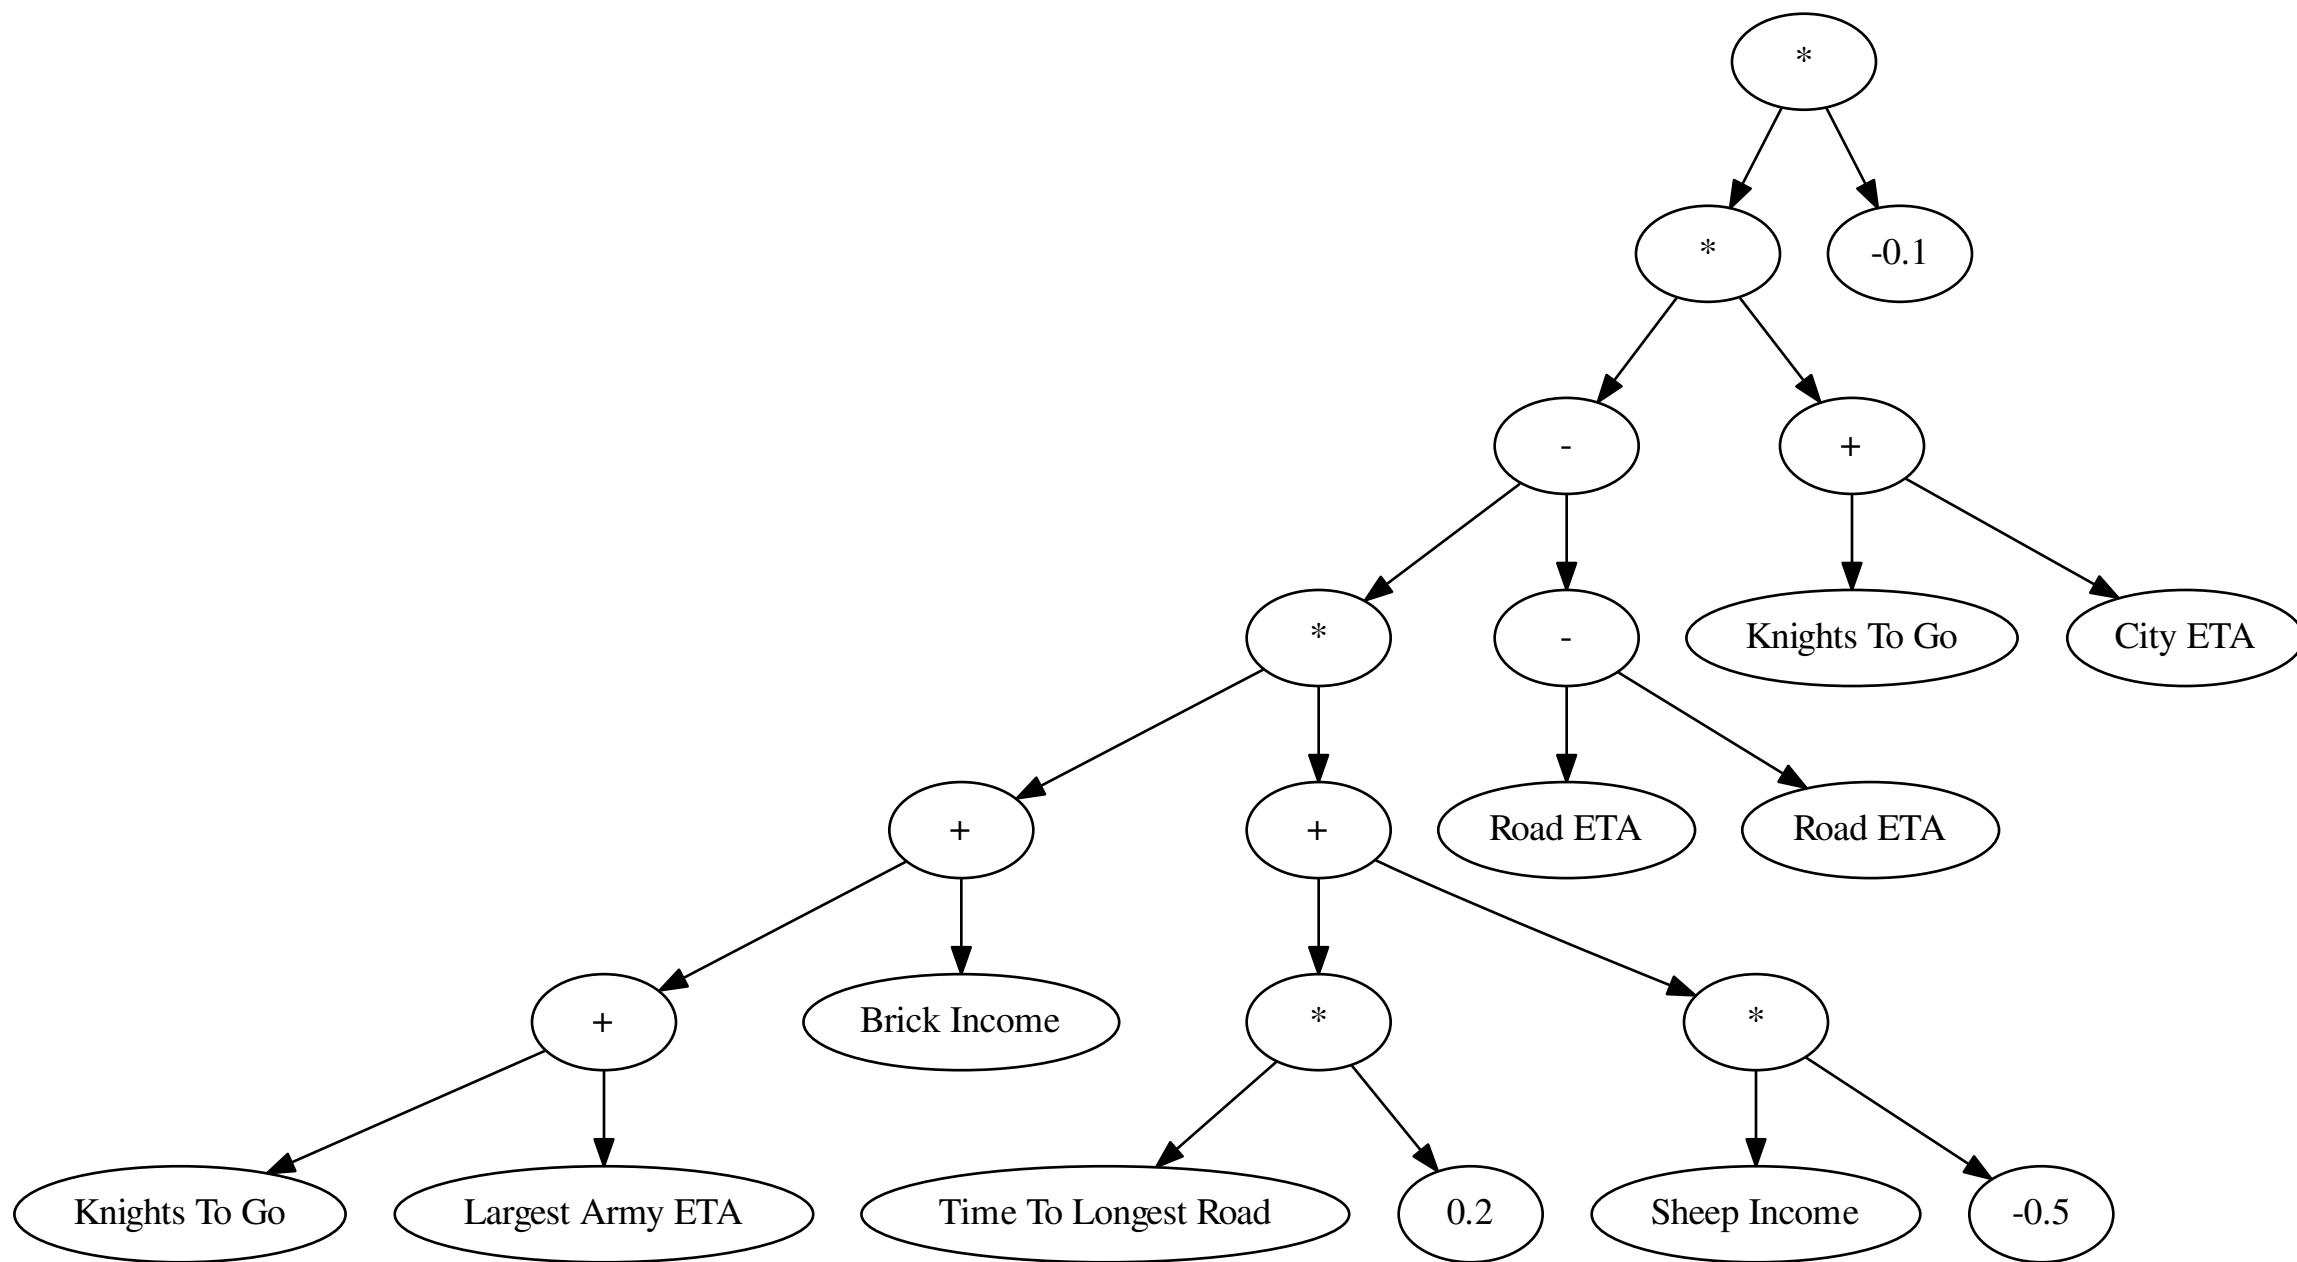 *
*
-0.1
-
+
*
-
Knights To Go
City ETA
+
+
Road ETA
Road ETA
+
Brick Income
*
*
Knights To Go
Largest Army ETA
Time To Longest Road
0.2
Sheep Income
-0.5